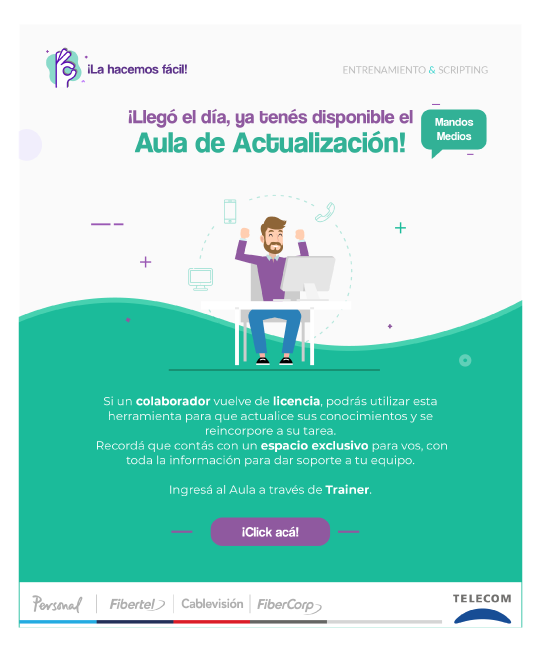 ¡La hacemos fácil!
ENTRENAMIENTO & SCRIPTING
¡Llegó el día, ya tenés disponible el
Aula de Actualización!
Mandos
Medios
Si un colaborador vuelve de licencia, podrás utilizar esta
herramienta para que actualice sus conocimientos y se
reincorpore a su tarea.
Recordá que contás con un espacio exclusivo para vos, con
toda la información para dar soporte a tu equipo.
Ingresá al Aula a través de Trainer.
¡Click acá!
Personal
Fibertel
Cablevisión
FiberCorp
TELECOM